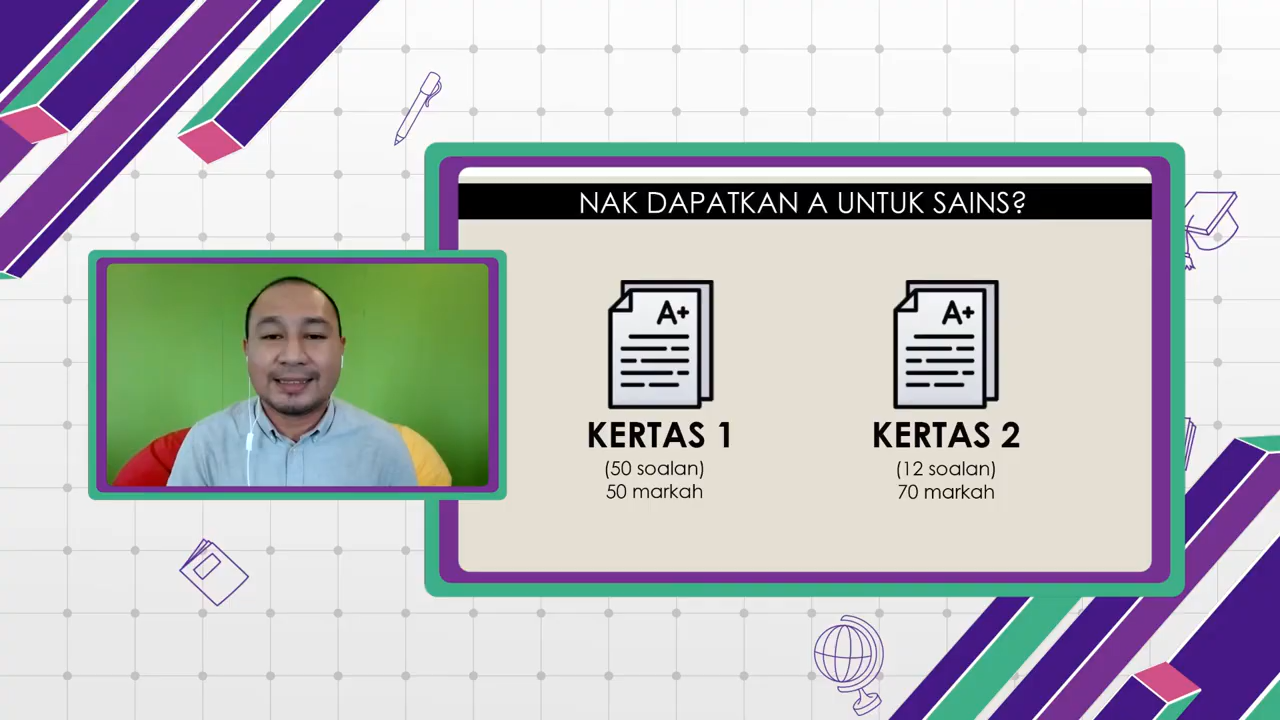 NAK DAPATKAN A UNTUK SAINS?
A+
A+
KERTAS 1
(50 soalan)
50 markah
KERTAS 2
(12 soalan)
70 markah